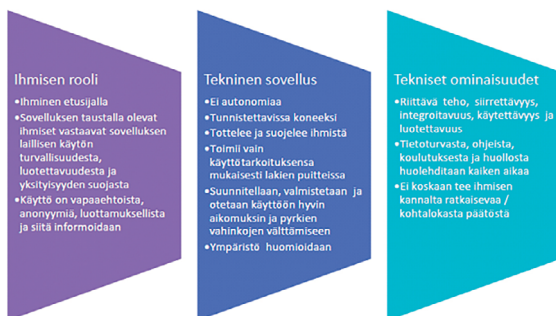 Ihmisen rooli
•Ihminen etusijalla
•Sovelluksen taustalla olevat
ihmiset vastaavat sovelluksen
laillisen käytön
turvallisuudesta,
luotettavuudesta ja
yksityisyyden suojasta
•Käyttö on vapaaehtoista,
anonyymiä, luottamuksellista
ja siitä informoidaan
Tekninen sovellus
•Ei autonomiaa
•Tunnistettavissa koneeksi
•Tottelee ja suojelee ihmistä
•Toimii vain
käyttötarkoituksensa
mukaisesti lakien puitteissa
•Suunnitellaan, valmistetaan ja
otetaan käyttöön hyvin
aikomuksin ja pyrkien
vahinkojen välttämiseen
•Ympäristö huomioidaan
Tekniset ominaisuudet
•Riittävä teho, siirrettävyys,
integroitavuus, käytettävyys ja
luotettavuus
•Tietoturvasta, ohjeista,
koulutuksesta ja huollosta
huolehditaan kaiken aikaa
•Ei koskaan tee ihmisen
kannalta ratkaisevaa /
kohtalokasta päätöstä